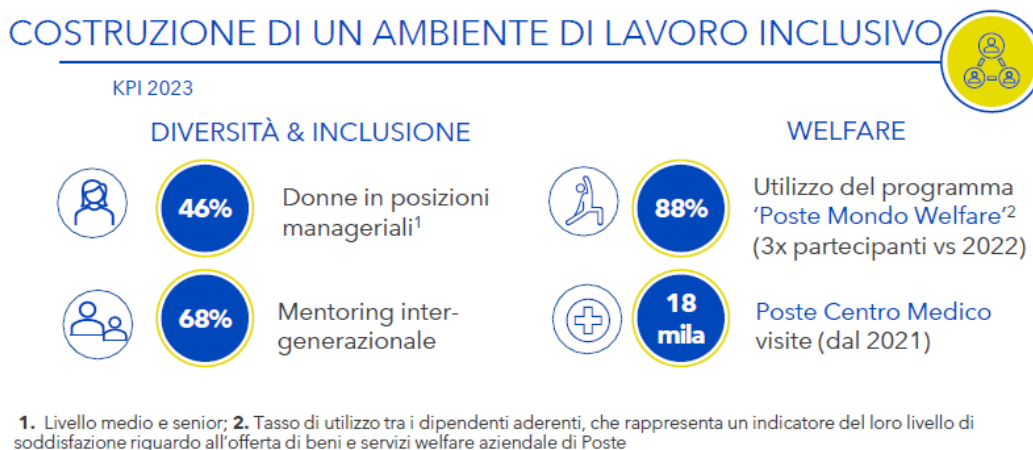 COSTRUZIONE DI UN AMBIENTE DI LAVORO INCLUSIVO
KPI 2023
DIVERSITÀ & INCLUSIONE
46%
Donne in posizioni
manageriali¹
68%
Mentoring inter-
generazionale
WELFARE
88%
Utilizzo del programma
‘Poste Mondo Welfare’²
(3x partecipanti vs 2022)
18
mila
Poste Centro Medico
visite (dal 2021)
1. Livello medio e senior; 2. Tasso di utilizzo tra i dipendenti aderenti, che rappresenta un indicatore del loro livello di
soddisfazione riguardo all’offerta di beni e servizi welfare aziendale di Poste